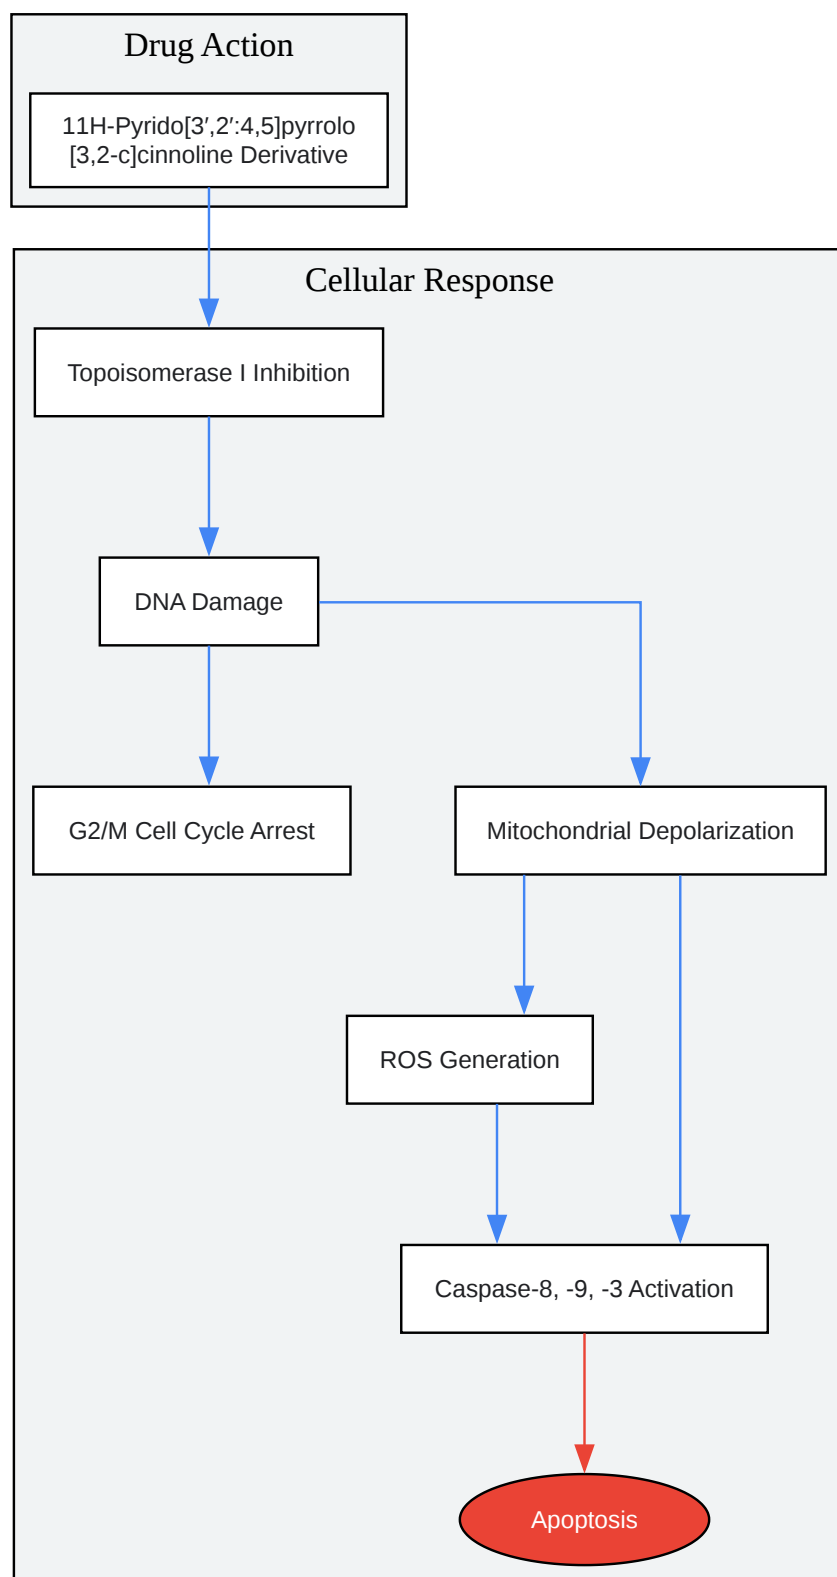 Drug Action
11H-Pyrido[3′,2′:4,5]pyrrolo
[3,2-c]cinnoline Derivative
Cellular Response
Topoisomerase I Inhibition
DNA Damage
G2/M Cell Cycle Arrest
Mitochondrial Depolarization
ROS Generation
Caspase-8, -9, -3 Activation
Apoptosis